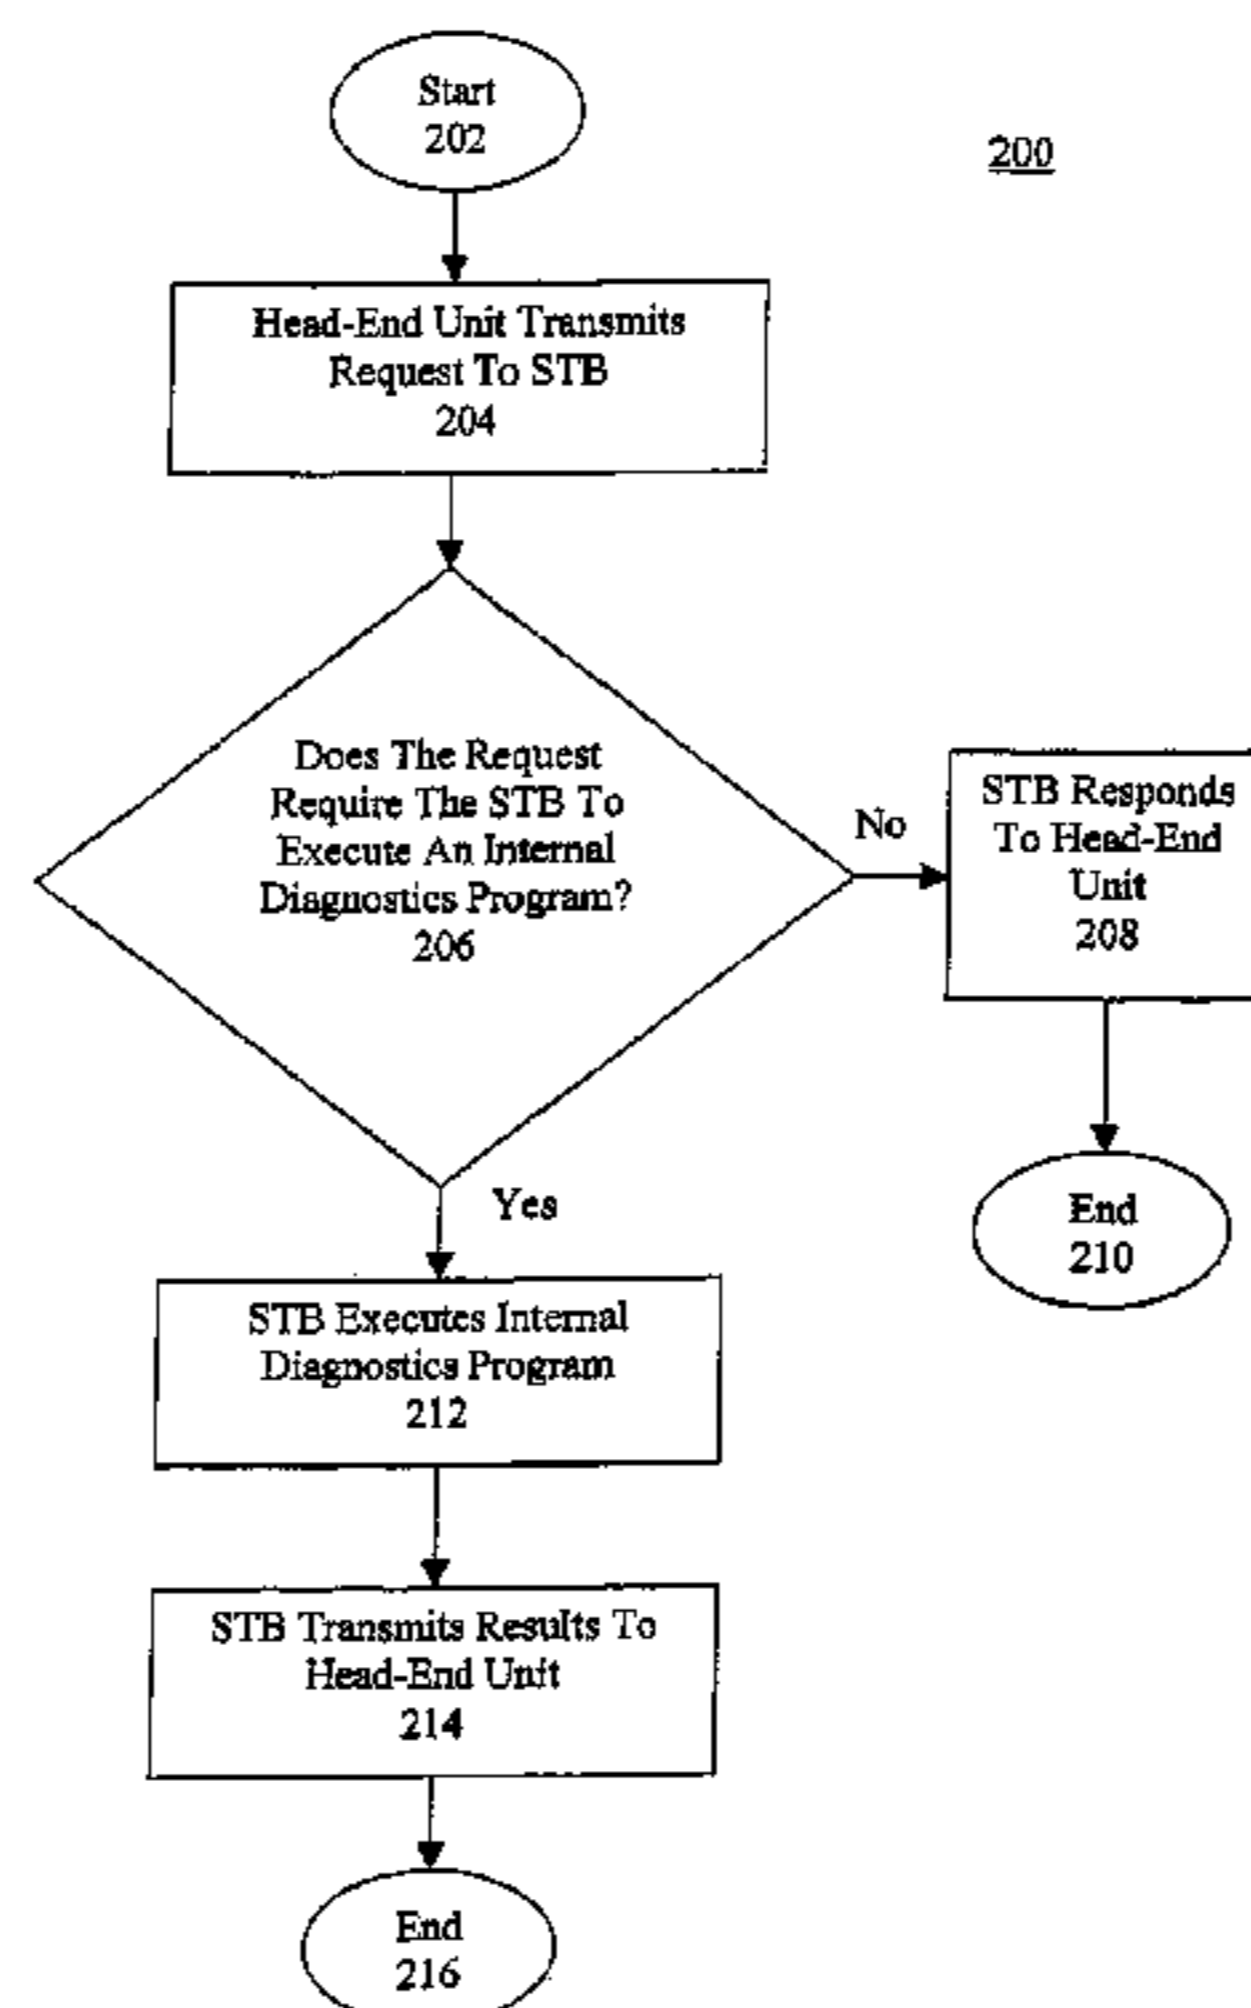 Start
202
200
Head-End Unit Transmits
Request To STB
204
Does The Request
Require The STB To
Execute An Internal
Diagnostics Program?
206
No
STB Responds
To Head-End
Unit
208
Yes
End
210
STB Executes Internal
Diagnostics Program
212
STB Transmits Results To
Head-End Unit
214
End
216